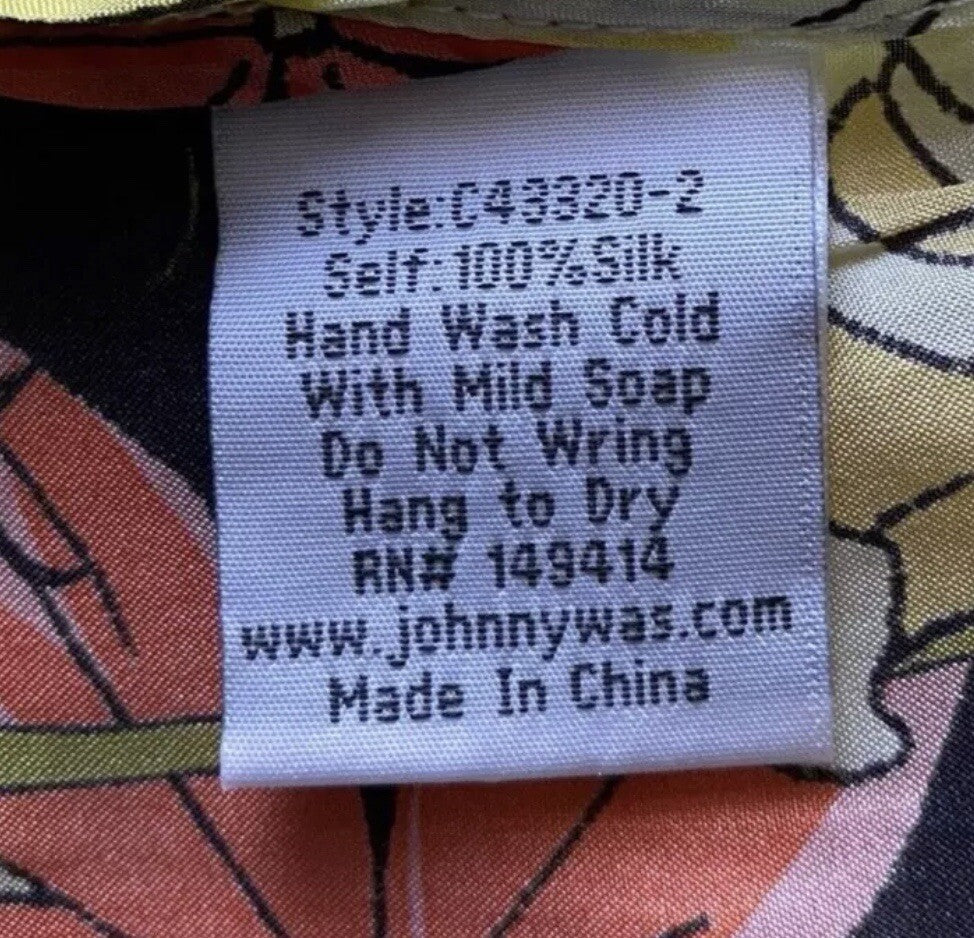 Style:C43320-2
Self:100%Silk
Hand Wash Cold
With Mild Soap
Do Not Wring
Hang to Dry
RN# 149414
www.johnnywas.com
Made In China